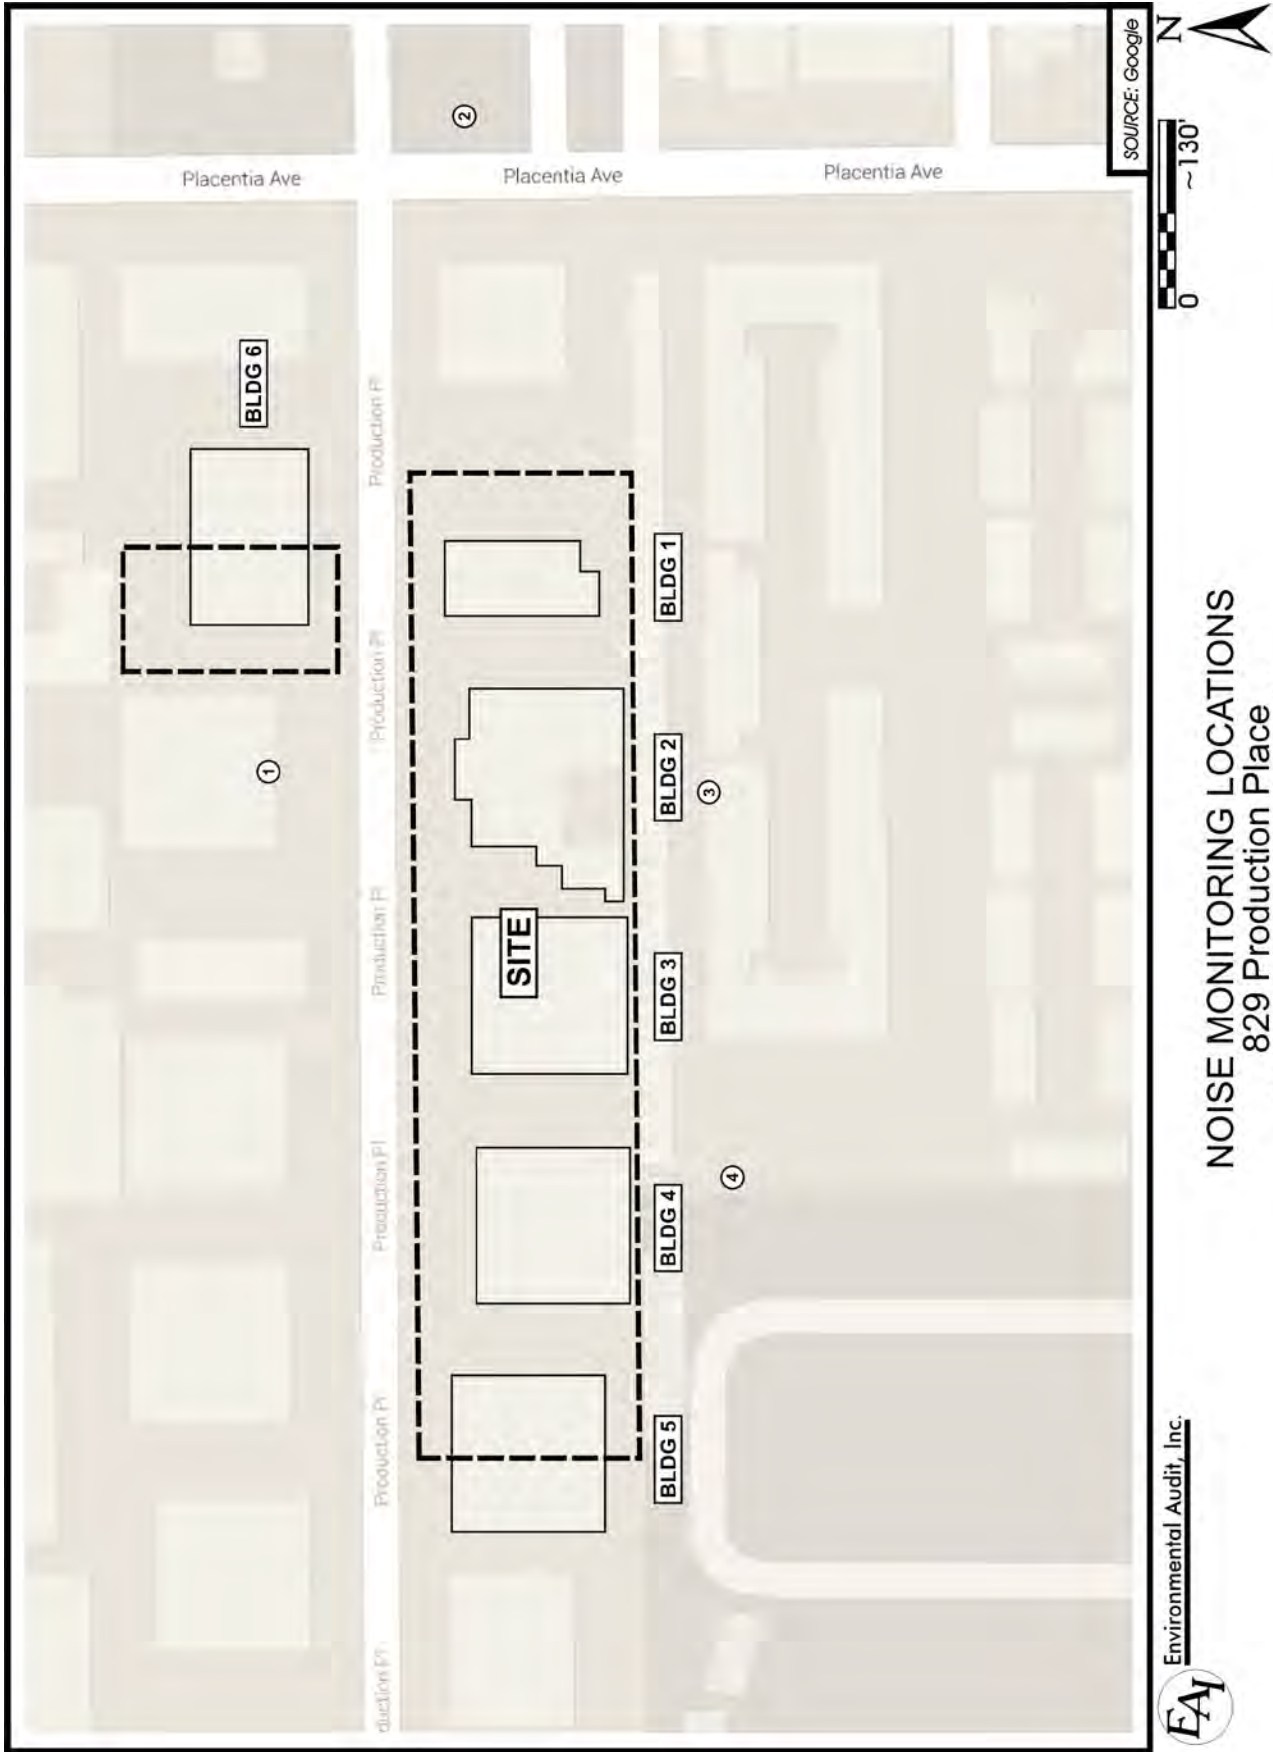 Placentia Ave
Placentia Ave
Placentia Ave
2
BLDG 6
1
Production Pl
Production Pl
Production Pl
Production Pl
Production Pl
duction Pl
SITE
BLDG 5
BLDG 4
BLDG 3
BLDG 2
BLDG 1
3
4
SOURCE: Google
N
0
~130'
EAI
Environmental Audit, Inc.
NOISE MONITORING LOCATIONS
829 Production Place